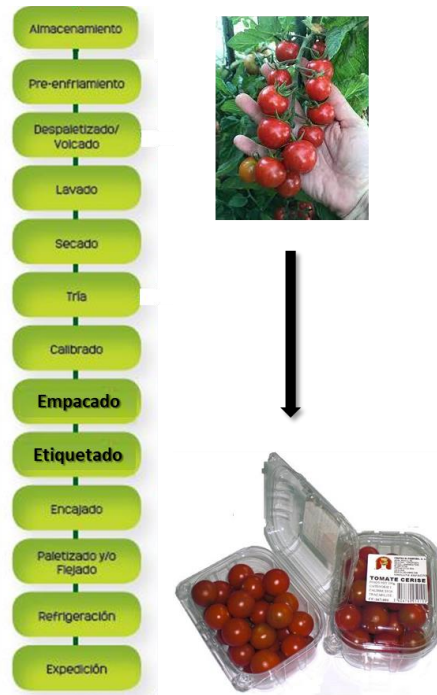 Almacenamiento
Pre-enfriamiento
Despaletizado/
Volcado
Lavado
Secado
Tría
Calibrado
Empacado
Etiquetado
Encajado
Paletizado y/o
Flejado
Refrigeración
Expedición
TOMATE CERISE